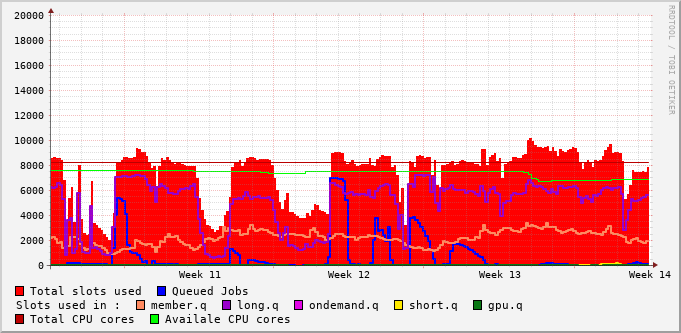 20000
18000
16000
14000
12000
10000
8000
6000
4000
2000
0
Week 11 Week 12 Week 13 Week 14
RRDTOOL / TOBI OETIKER
Total slots used Queued Jobs
Slots used in : member.q long.q ondemand.q short.q gpu.q
Total CPU cores Availale CPU cores